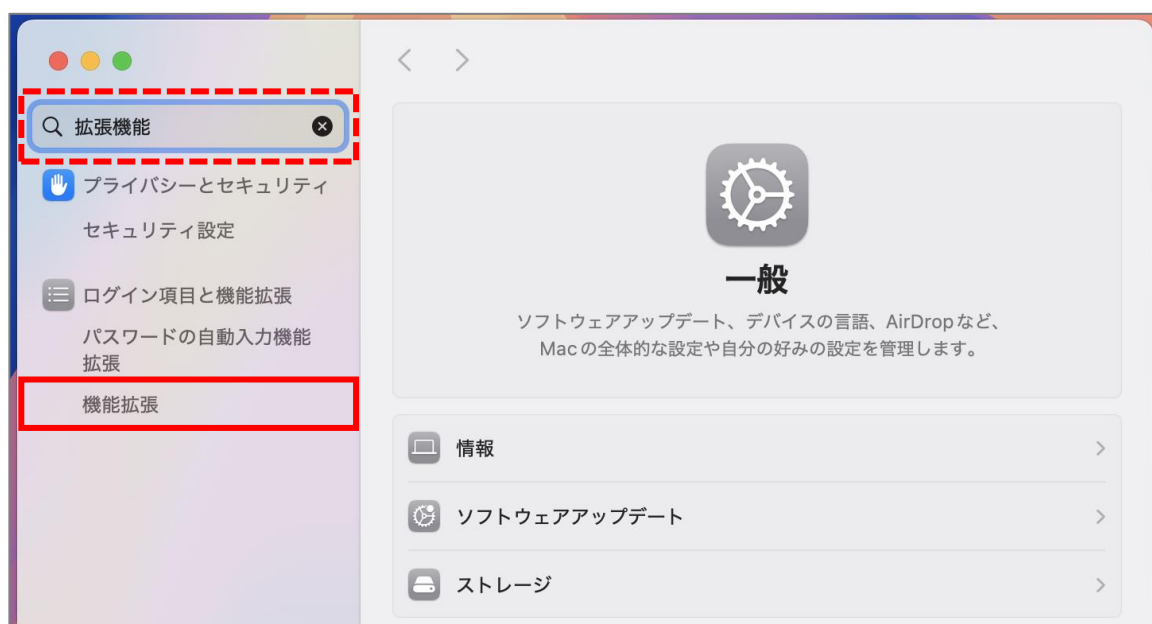 拡張機能
プライバシーとセキュリティ
セキュリティ設定
ログイン項目と機能拡張
パスワードの自動入力機能
拡張
機能拡張
一般
ソフトウェアアップデート、デバイスの言語、AirDropなど、
Macの全体的な設定や自分の好みの設定を管理します。
情報
ソフトウェアアップデート
ストレージ